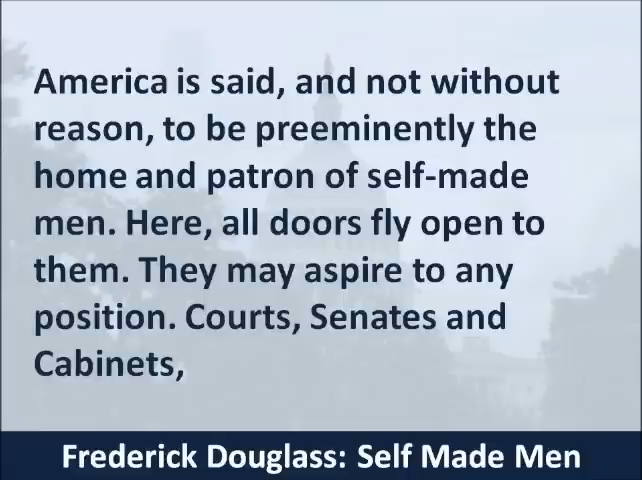 America is said, and not without
reason, to be preeminently the
home and patron of self-made
men. Here, all doors fly open to
them. They may aspire to any
position. Courts, Senates and
Cabinets,
Frederick Douglass: Self Made Men